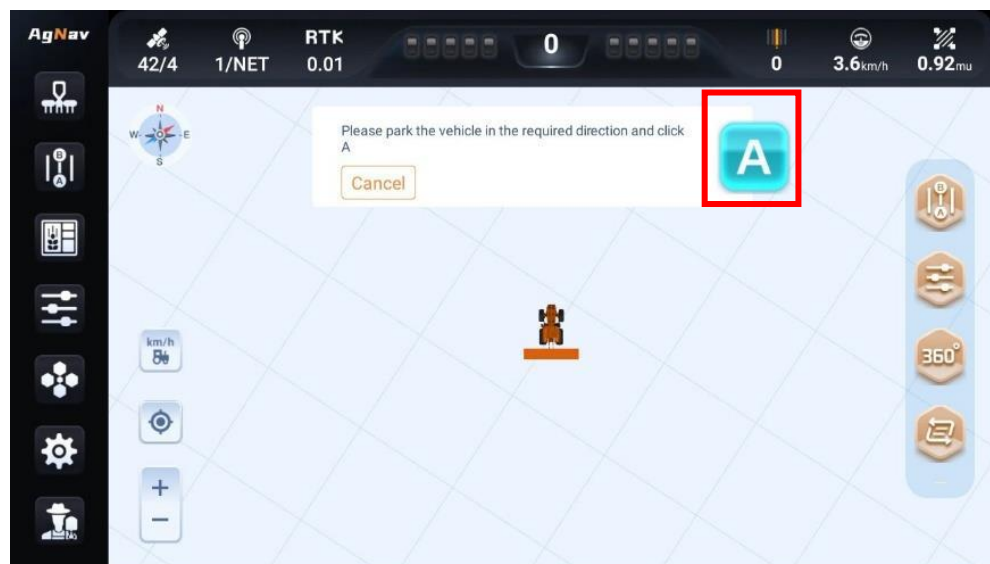 AgNav
42/4
1/NET
RTK
0.01
0
0
3.6km/h
0.92mu
N
W
E
S
Please park the vehicle in the required direction and click
A
Cancel
A
B
A
B
A
km/h
360°
+
−